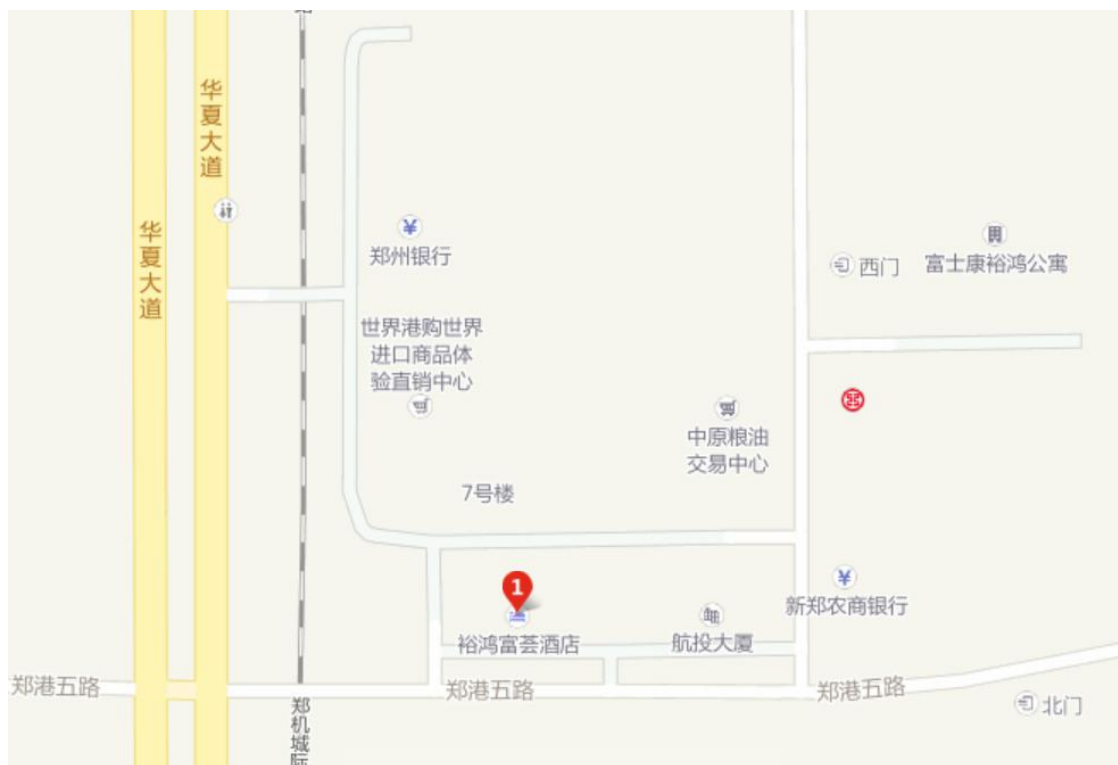 华夏大道
华夏大道
郑州银行
西门
富士康裕鸿公寓
世界港购世界
进口商品体
验直销中心
中原粮油
交易中心
7号楼
1
新郑农商银行
裕鸿富荟酒店
航投大厦
郑港五路
郑港五路
郑港五路
北门
郑机城际